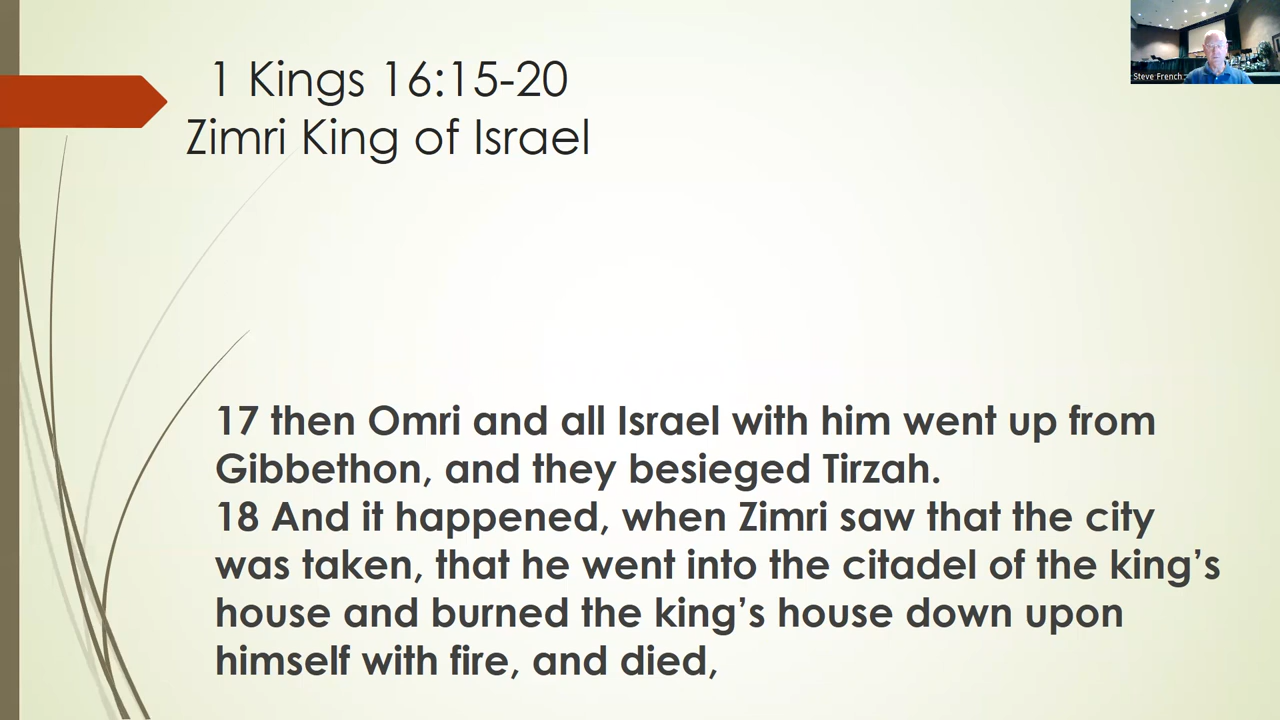 1 Kings 16:15-20
Zimri King of Israel
Steve French
17 then Omri and all Israel with him went up from
Gibbethon, and they besieged Tirzah.
18 And it happened, when Zimri saw that the city
was taken, that he went into the citadel of the king’s
house and burned the king’s house down upon
himself with fire, and died,